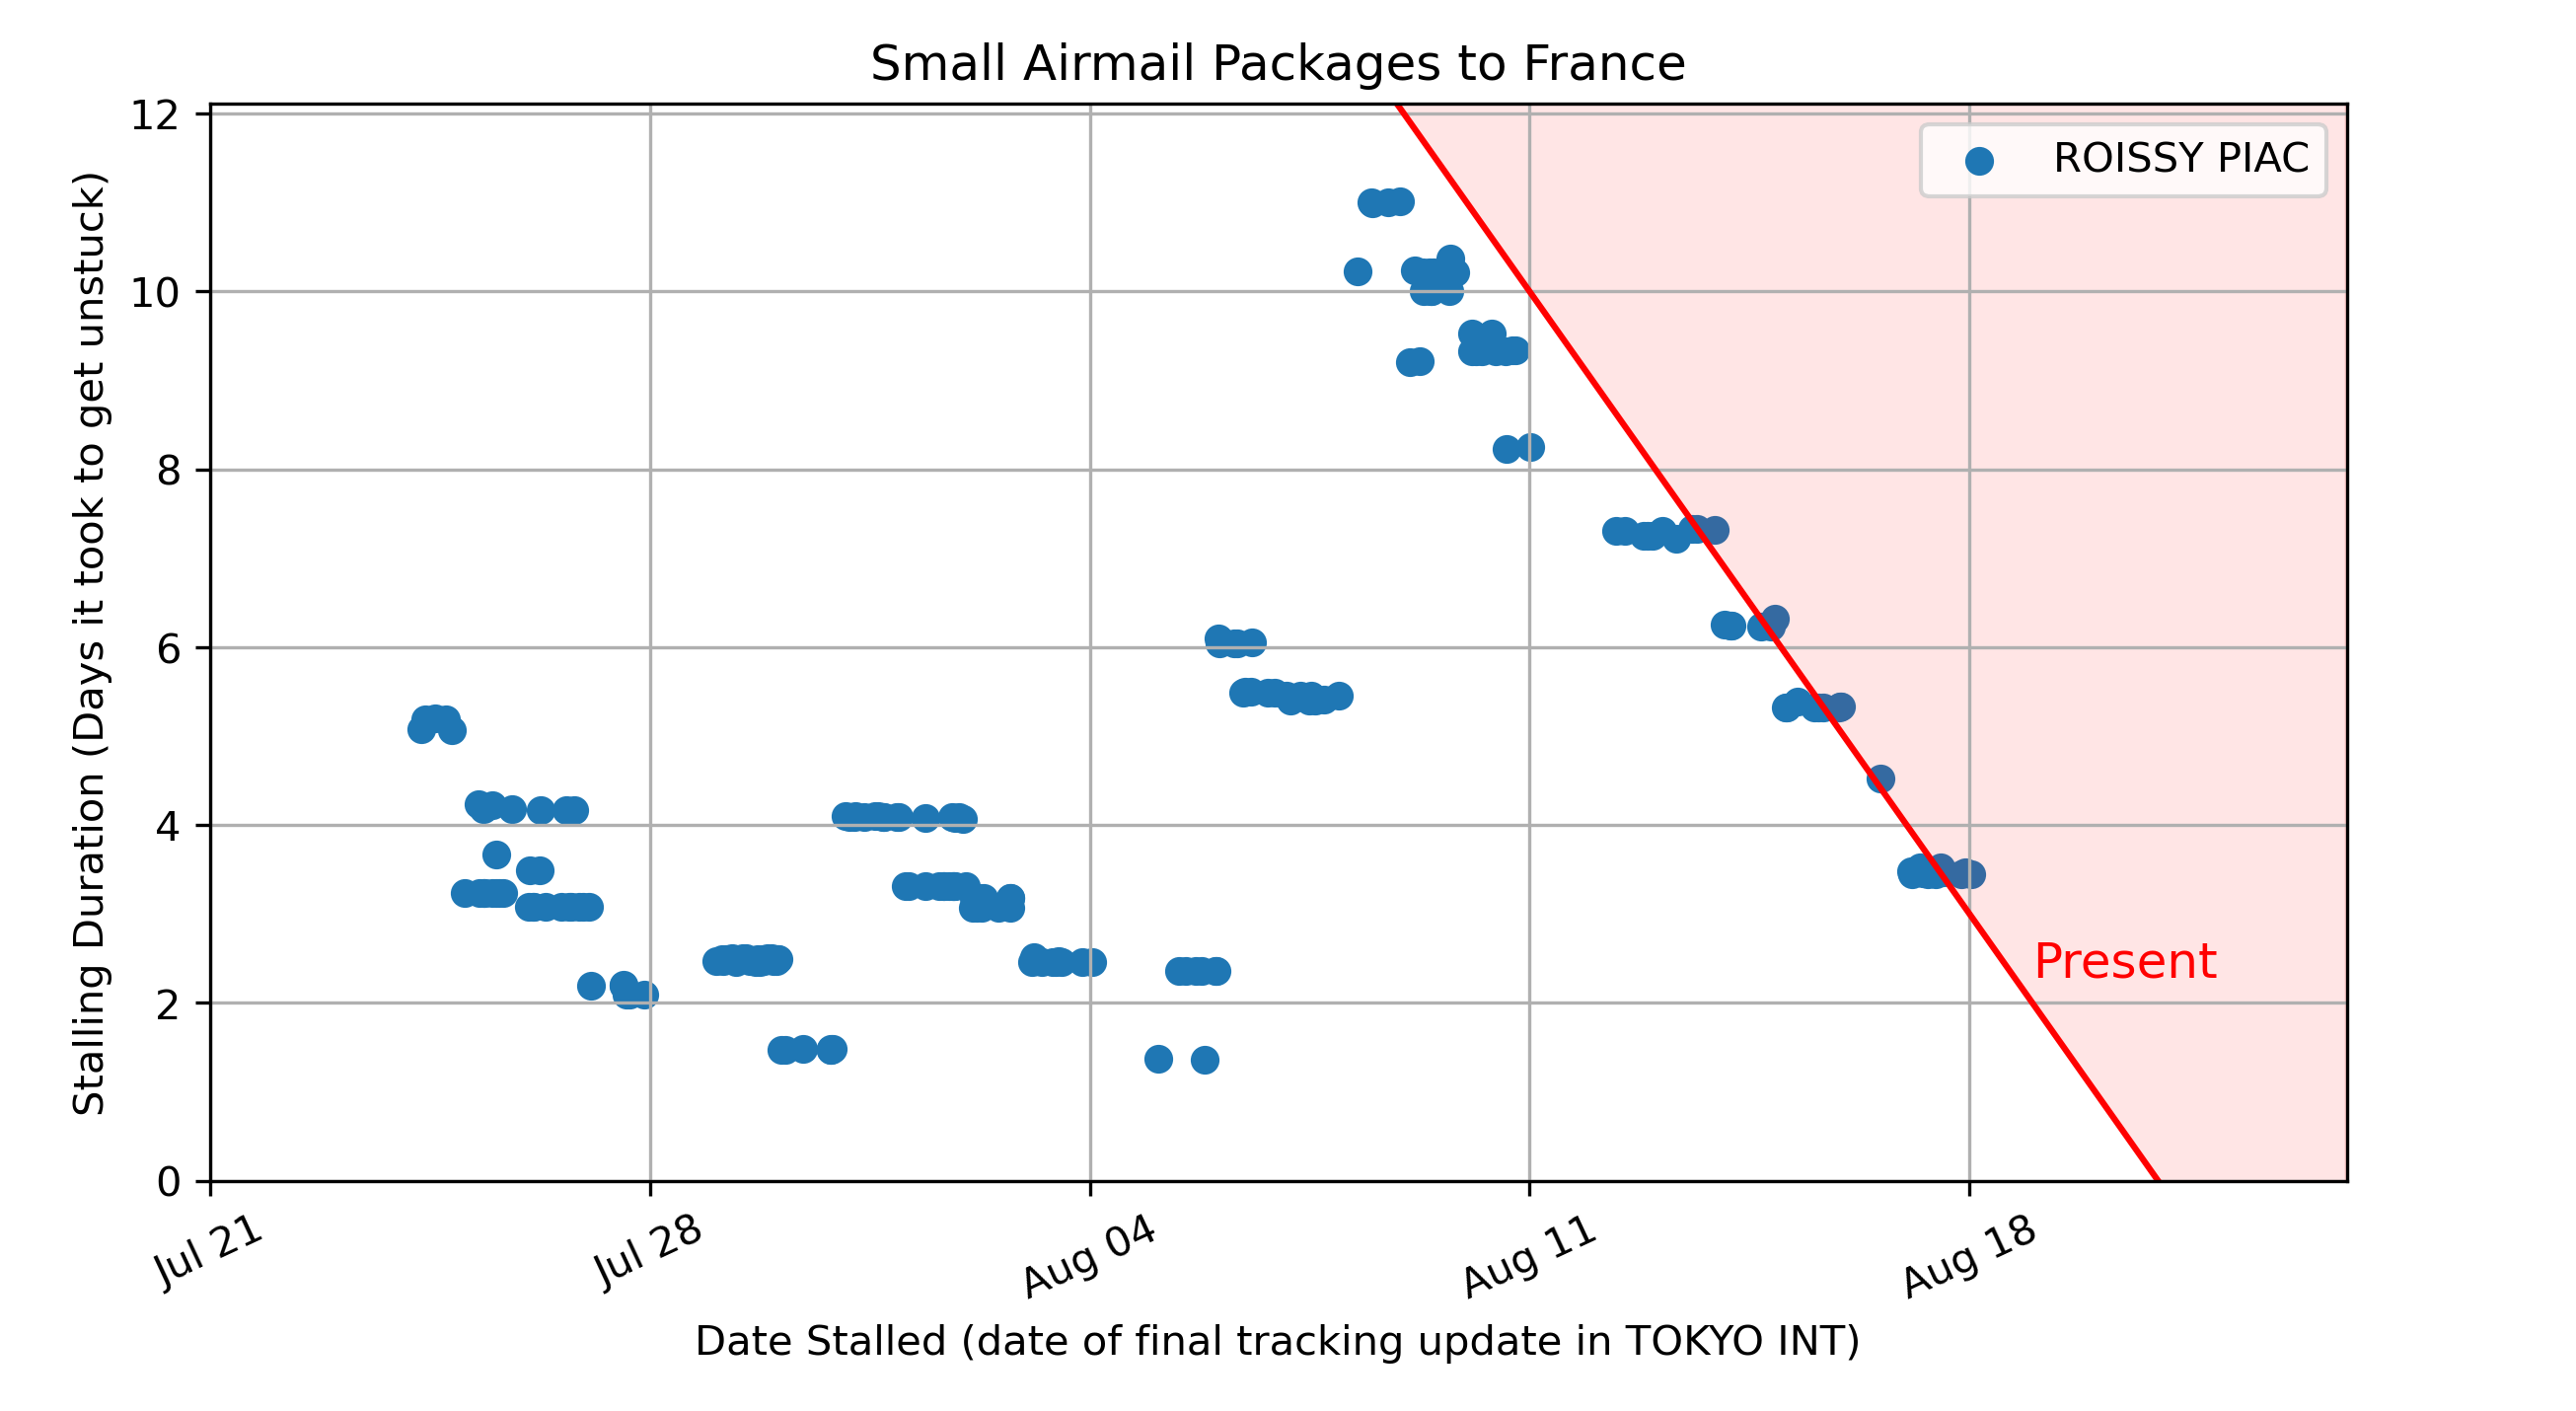 Small Airmail Packages to France
Stalling Duration (Days it took to get unstuck)
12
10
8
6
4
2
0
ROISSY PIAC
Present
Jul 21
Jul 28
Aug 04
Aug 11
Aug 18
Date Stalled (date of final tracking update in TOKYO INT)